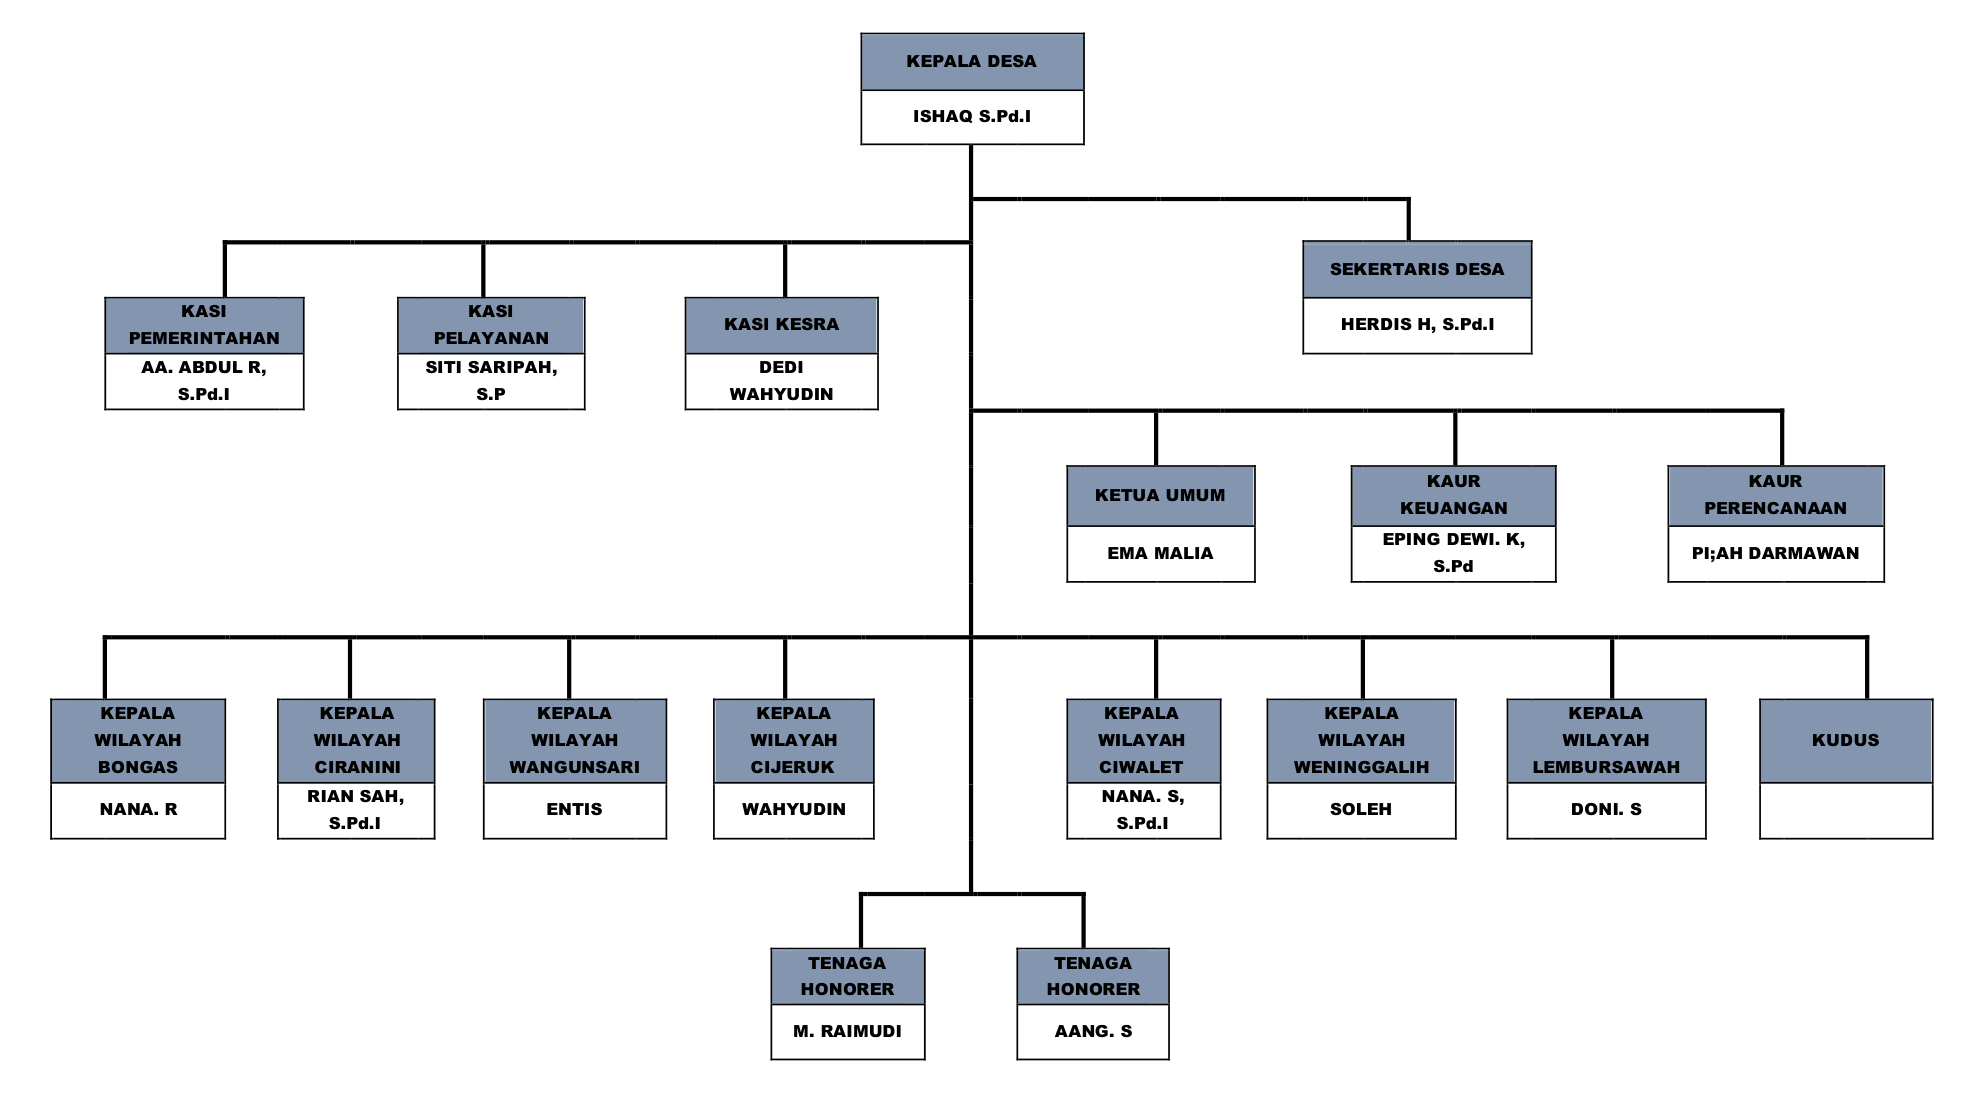 KEPALA DESA
ISHAQ S.Pd.I
SEKERTARIS DESA
HERDIS H, S.Pd.I
KASI
PEMERINTAHAN
AA. ABDUL R,
S.Pd.I
KASI
PELAYANAN
SITI SARIPAH,
S.P
KASI KESRA
DEDI
WAHYUDIN
KETUA UMUM
EMA MALIA
KAUR
KEUANGAN
EPING DEWI. K,
S.Pd
KAUR
PERENCANAAN
PI;AH DARMAWAN
KEPALA
WILAYAH
BONGAS
NANA. R
KEPALA
WILAYAH
CIRANINI
RIAN SAH,
S.Pd.I
KEPALA
WILAYAH
WANGUNSARI
ENTIS
KEPALA
WILAYAH
CIJERUK
WAHYUDIN
KEPALA
WILAYAH
CIWALET
NANA. S,
S.Pd.I
KEPALA
WILAYAH
WENINGGALIH
SOLEH
KEPALA
WILAYAH
LEMBURSAWAH
DONI. S
KUDUS
TENAGA
HONORER
M. RAIMUDI
TENAGA
HONORER
AANG. S